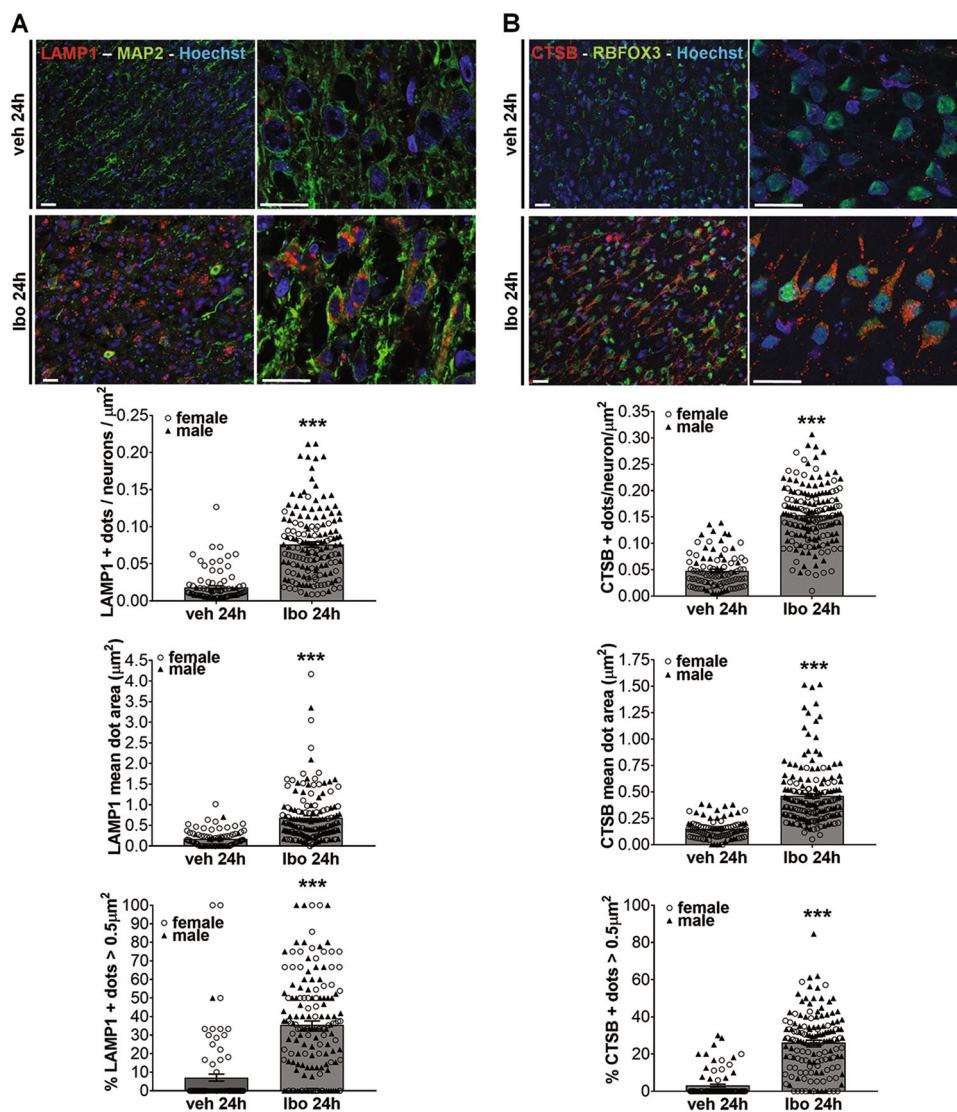 A
LAMP1 – MAP2 - Hoechst
veh 24h
Ibo 24h
LAMP1 + dots / neurons / µm²
0.25
0.20
0.15
0.10
0.05
0.00
female
male
***
veh 24h
Ibo 24h
LAMP1 mean dot area (µm²)
4.5
4.0
3.5
3.0
2.5
2.0
1.5
1.0
0.5
0.0
female
male
***
veh 24h
Ibo 24h
% LAMP1 + dots > 0.5µm²
100
90
80
70
60
50
40
30
20
10
0
female
male
***
veh 24h
Ibo 24h
B
CTSB - RBFOX3 - Hoechst
veh 24h
Ibo 24h
CTSB + dots/neuron/µm²
0.35
0.30
0.25
0.20
0.15
0.10
0.05
0.00
female
male
***
veh 24h
Ibo 24h
CTSB mean dot area (µm²)
1.75
1.50
1.25
1.00
0.75
0.50
0.25
0.00
female
male
***
veh 24h
Ibo 24h
% CTSB + dots > 0.5µm²
100
80
60
40
20
0
female
male
***
veh 24h
Ibo 24h